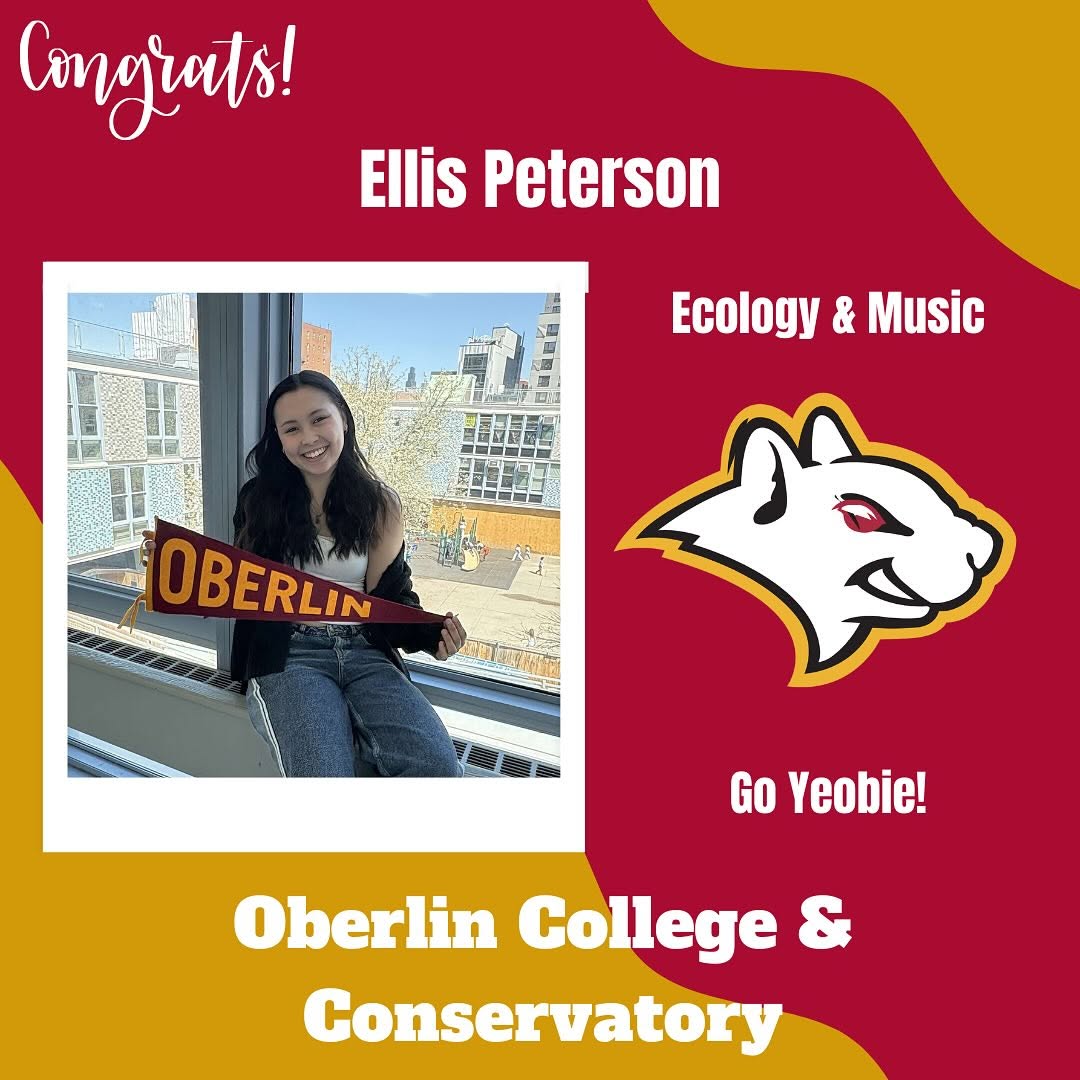 Congrats!
Ellis Peterson
Ecology & Music
OBERLIN
Go Yeobie!
Oberlin College &
Conservatory